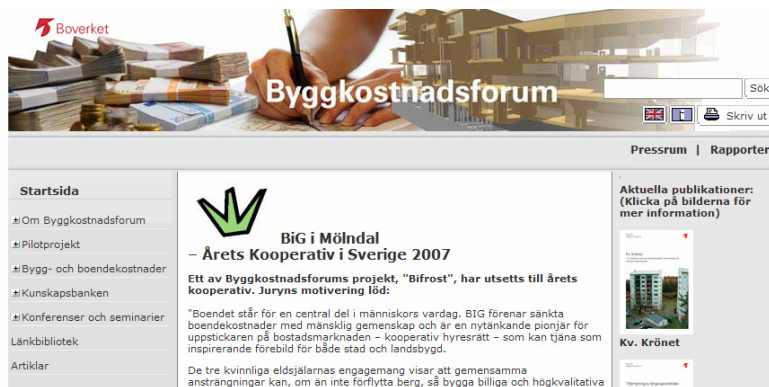 Boverket
Byggkostnadsforum
Sök
Skriv ut
Pressrum | Rapporter
Startsida
Om Byggkostnadsforum
Pilotprojekt
Bygg- och boendekostnader
Kunskapsbanken
Konferenser och seminarier
Länkbibliotek
Artiklar
BiG i Mölndal
– Årets Kooperativ i Sverige 2007
Ett av Byggkostnadsforums projekt, "Bifrost", har utsetts till årets
kooperativ. Juryns motivering löd:
"Boendet står för en central del i människors vardag. BIG förenar sänkta
boendekostnader med mänsklig gemenskap och är en nytänkande pionjär för
uppstickaren på bostadsmarknaden – kooperativ hyresrätt – som kan tjäna som
inspirerande förebild för både stad och landsbygd.
De tre kvinnliga eldsjälarnas engagemang visar att gemensamma
ansträngningar kan, om än inte förflytta berg, så bygga billiga och högkvalitativa
Aktuella publikationer:
(Klicka på bilderna för
mer information)
Kv. Krönet
Kv. Krönet